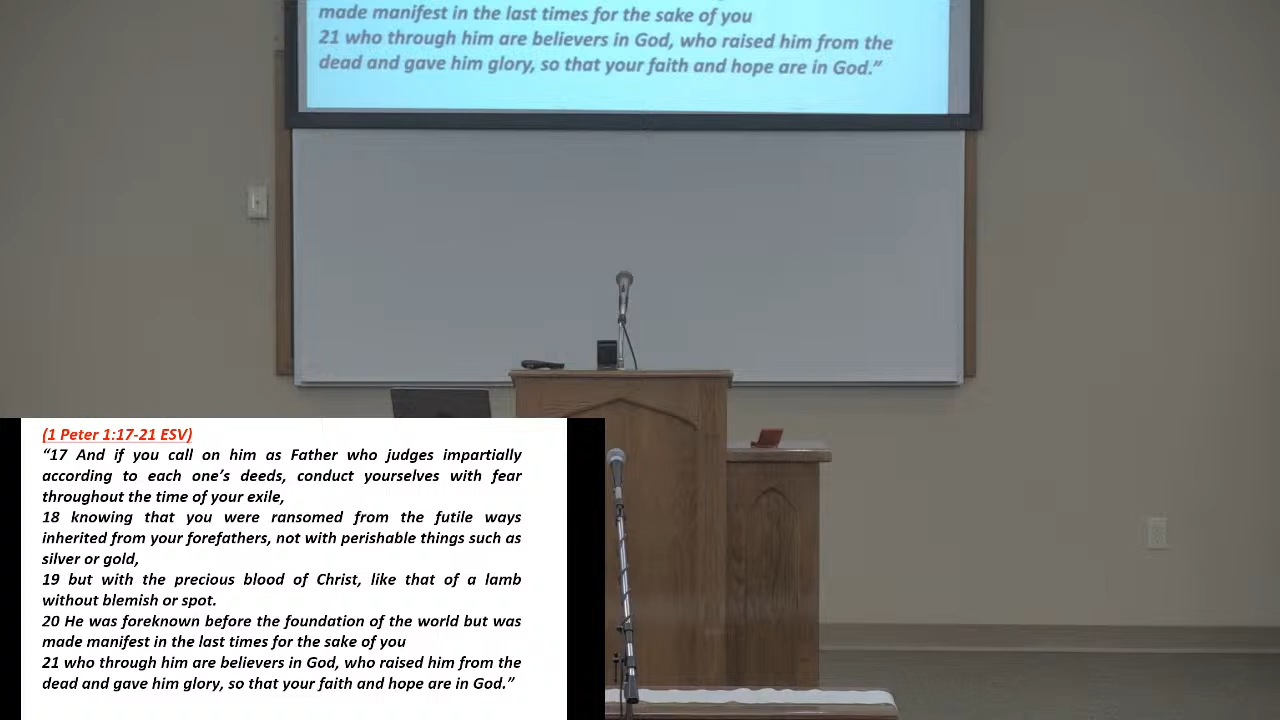 made manifest in the last times for the sake of you
21 who through him are believers in God, who raised him from the
dead and gave him glory, so that your faith and hope are in God.”
(1 Peter 1:17-21 ESV)
“17 And if you call on him as Father who judges impartially
according to each one’s deeds, conduct yourselves with fear
throughout the time of your exile,
18 knowing that you were ransomed from the futile ways
inherited from your forefathers, not with perishable things such as
silver or gold,
19 but with the precious blood of Christ, like that of a lamb
without blemish or spot.
20 He was foreknown before the foundation of the world but was
made manifest in the last times for the sake of you
21 who through him are believers in God, who raised him from the
dead and gave him glory, so that your faith and hope are in God.”